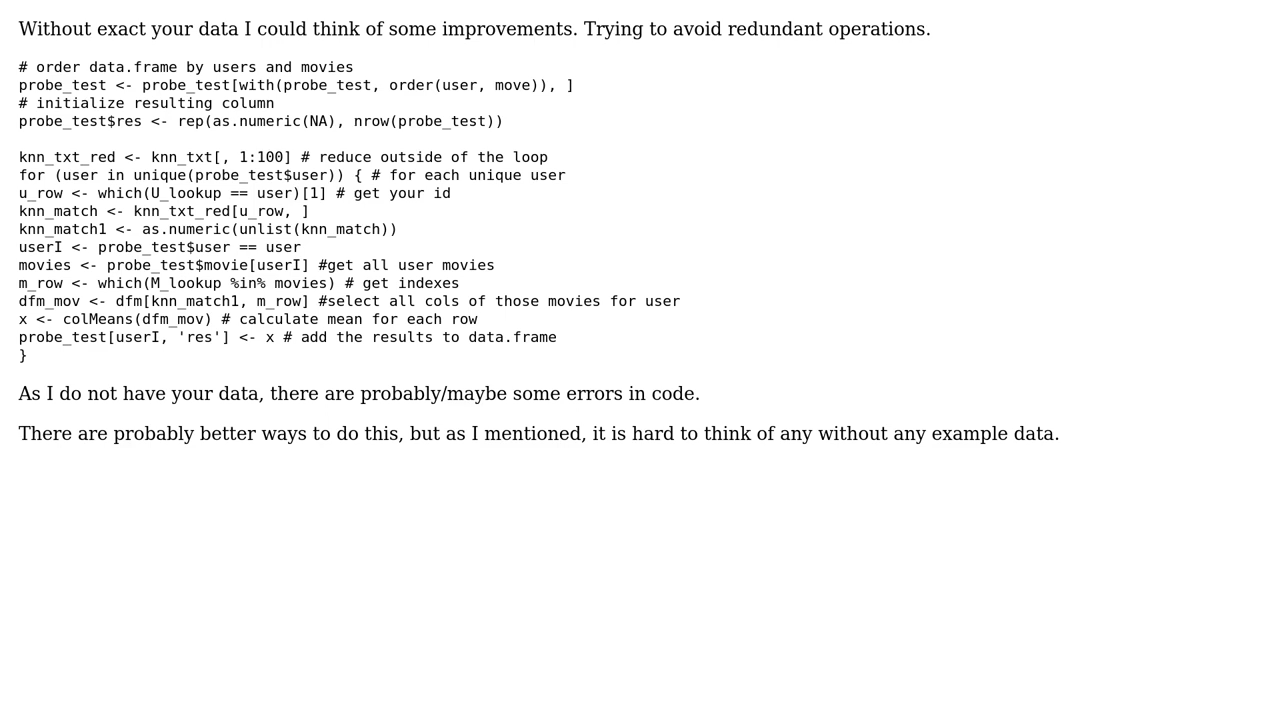 Without exact your data I could think of some improvements. Trying to avoid redundant operations.
# order data.frame by users and movies
probe_test <- probe_test[with(probe_test, order(user, move)), ]
# initialize resulting column
probe_test$res <- rep(as.numeric(NA), nrow(probe_test))
knn_txt_red <- knn_txt[, 1:100] # reduce outside of the loop
for (user in unique(probe_test$user)) { # for each unique user
u_row <- which(U_lookup == user)[1] # get your id
knn_match <- knn_txt_red[u_row, ]
knn_match1 <- as.numeric(unlist(knn_match))
userI <- probe_test$user == user
movies <- probe_test$movie[userI] #get all user movies
m_row <- which(M_lookup %in% movies) # get indexes
dfm_mov <- dfm[knn_match1, m_row] #select all cols of those movies for user
x <- colMeans(dfm_mov) # calculate mean for each row
probe_test[userI, 'res'] <- x # add the results to data.frame
}
As I do not have your data, there are probably/maybe some errors in code.
There are probably better ways to do this, but as I mentioned, it is hard to think of any without any example data.